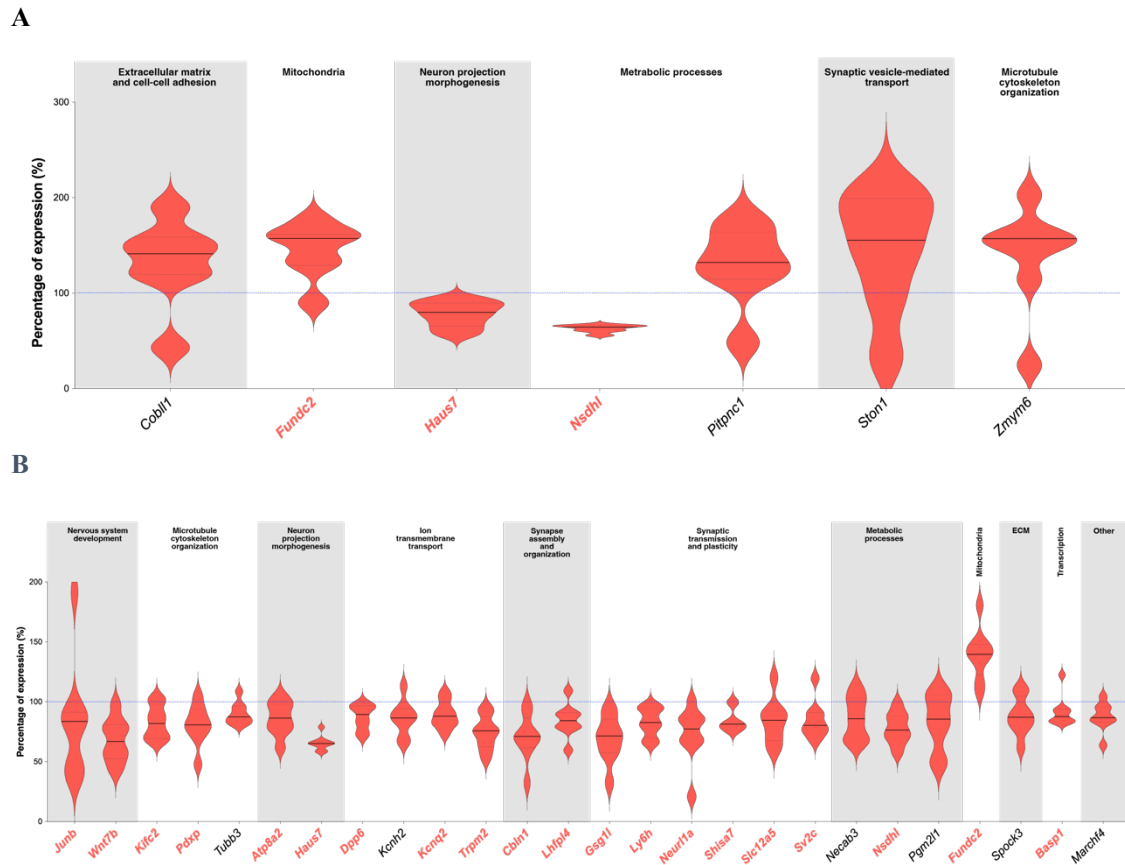 A
Extracellular matrix
and cell-cell adhesion
Mitochondria
Neuron projection
morphogenesis
Metrabolic processes
Synaptic vesicle-mediated
transport
Microtubule
cytoskeleton
organization
Percentage of expression (%)
300
200
100
0
Cobll1
Fundc2
Haus7
Nsdhl
Pitpnc1
Ston1
Zmym6
B
Nervous system
development
Microtubule
cytoskeleton
organization
Neuron
projection
morphogenesis
Ion
transmembrane
transport
Synapse
assembly
and
organization
Synaptic
transmission
and plasticity
Metabolic
processes
Mitochondria
ECM
Transcription
Other
Percentage of expression (%)
200
150
100
50
0
Junb
Wnt7b
Kifc2
Pdxp
Tubb3
Atp8a2
Haus7
Dpp6
Kcnh2
Kcnq2
Trpm2
Cbln1
Lhfpl4
Gsg1l
Ly6h
Neurl1a
Shisa7
Slc12a5
Sv2c
Necab3
Nsdhl
Pgm2l1
Fundc2
Spock3
Basp1
Marchf4